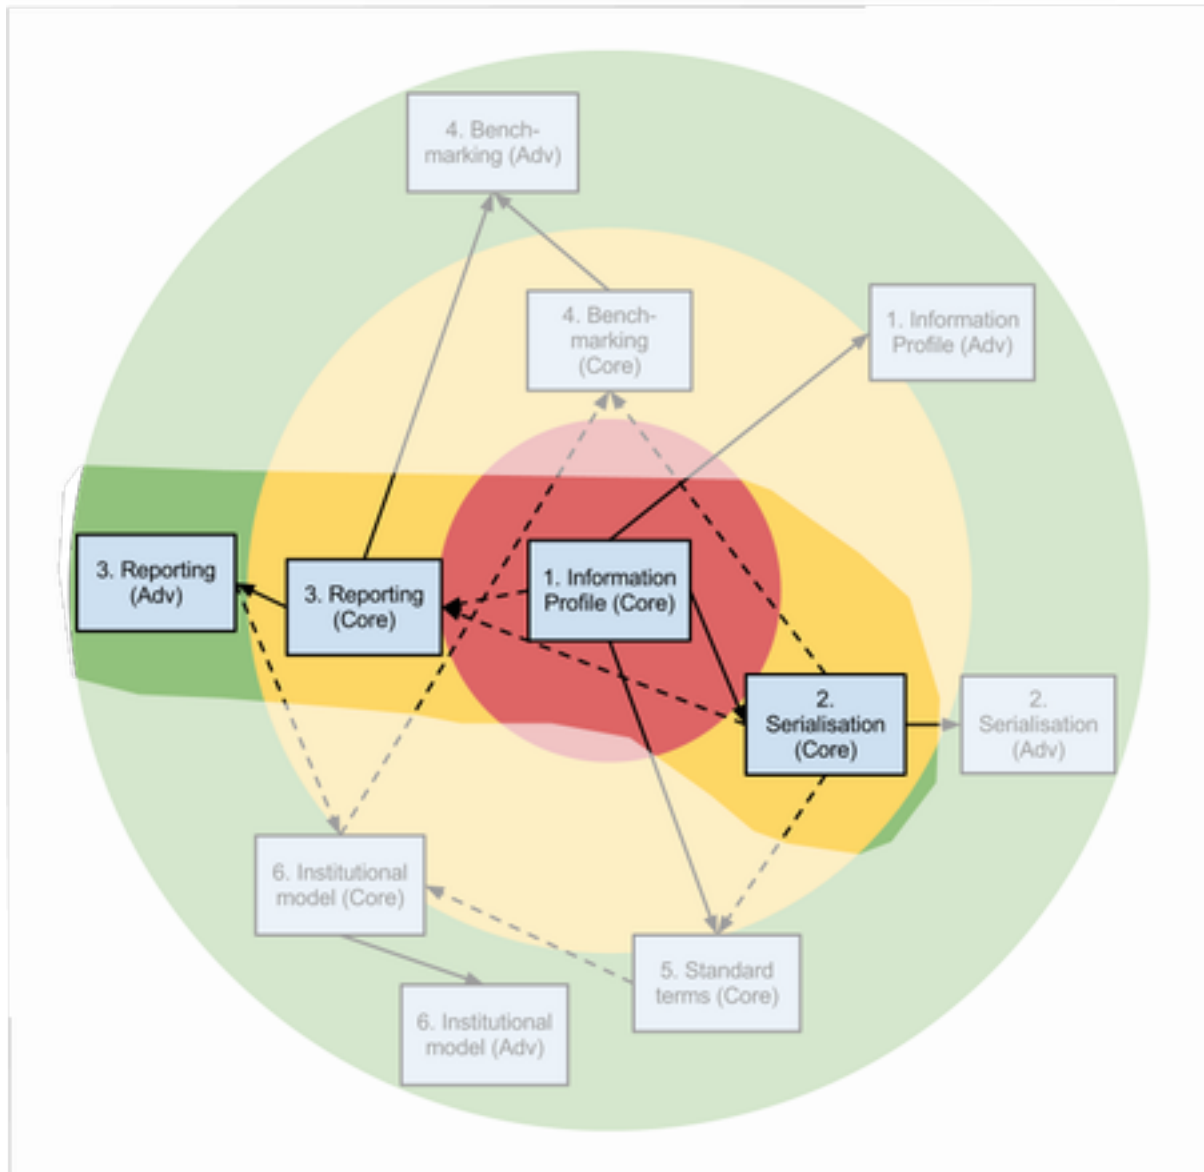 4. Bench-
marking (Adv)
4. Bench-
marking
(Core)
1. Information
Profile (Adv)
3. Reporting
(Adv)
3. Reporting
(Core)
1. Information
Profile (Core)
2.
Serialisation
(Core)
2.
Serialisation
(Adv)
6. Institutional
model (Core)
5. Standard
terms (Core)
6. Institutional
model (Adv)